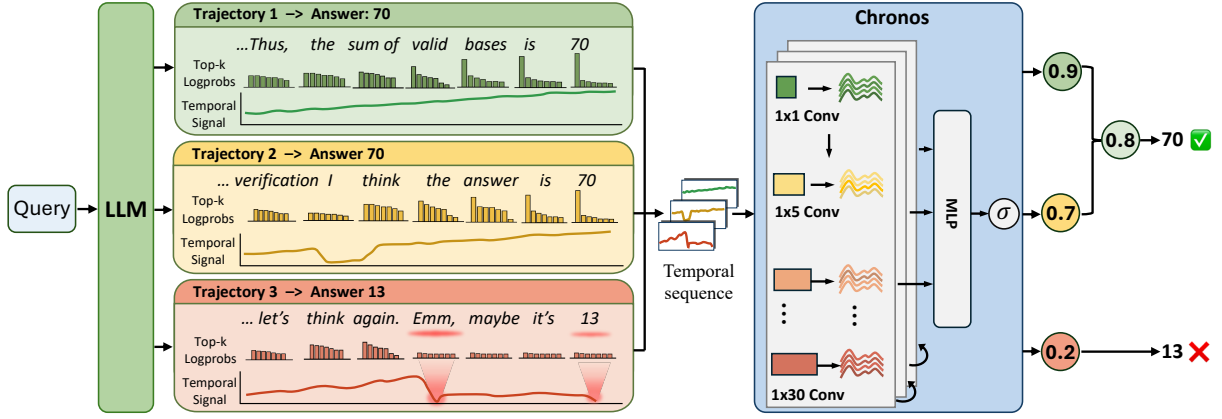 Query
LLM
Trajectory 1 –> Answer: 70
...Thus, the sum of valid bases is 70
Top-k
Logprobs
Temporal
Signal
Trajectory 2 –> Answer 70
... verification I think the answer is 70
Top-k
Logprobs
Temporal
Signal
Trajectory 3 –> Answer 13
... let's think again. Emm, maybe it's 13
Top-k
Logprobs
Temporal
Signal
Temporal
sequence
Chronos
1x1 Conv
1x5 Conv
1x30 Conv
MLP
σ
0.9
0.8
0.7
0.2
70
13